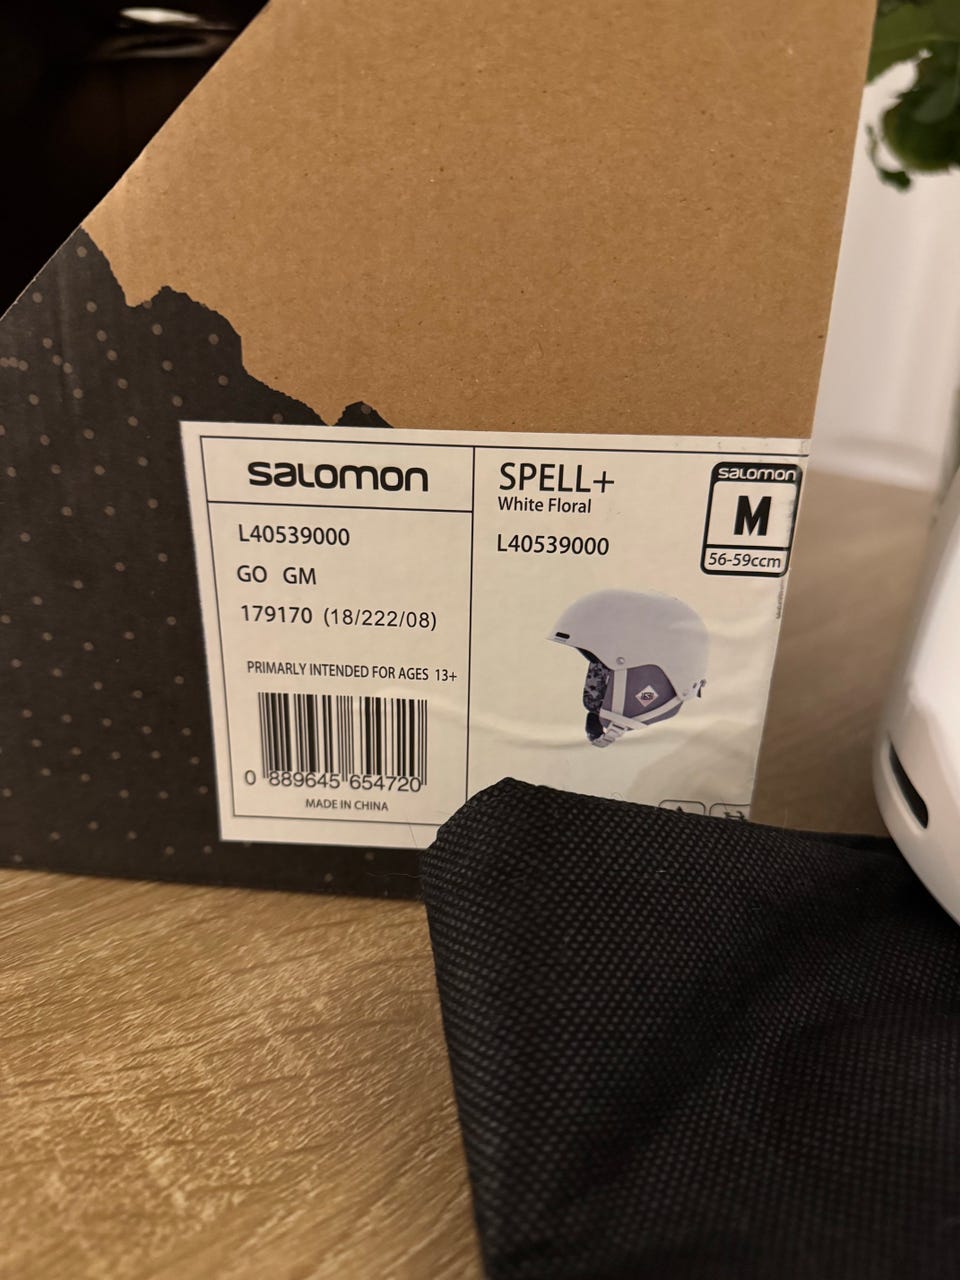 salomon
L40539000
GO GM
179170 (18/222/08)
PRIMARLY INTENDED FOR AGES 13+
0 889645 654720
MADE IN CHINA
SPELL+
White Floral
L40539000
salomon
M
56-59ccm